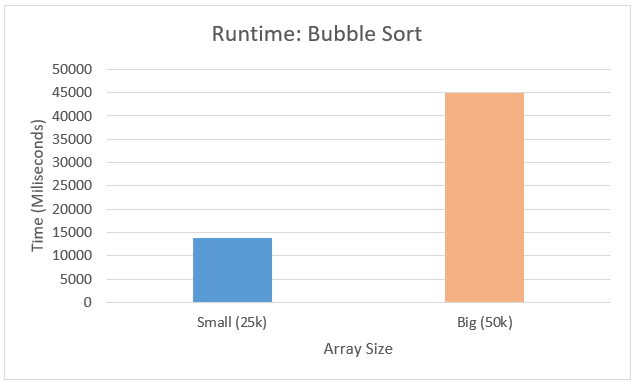 Runtime: Bubble Sort
Time (Miliseconds)
50000
45000
40000
35000
30000
25000
20000
15000
10000
5000
0
Small (25k)
Big (50k)
Array Size